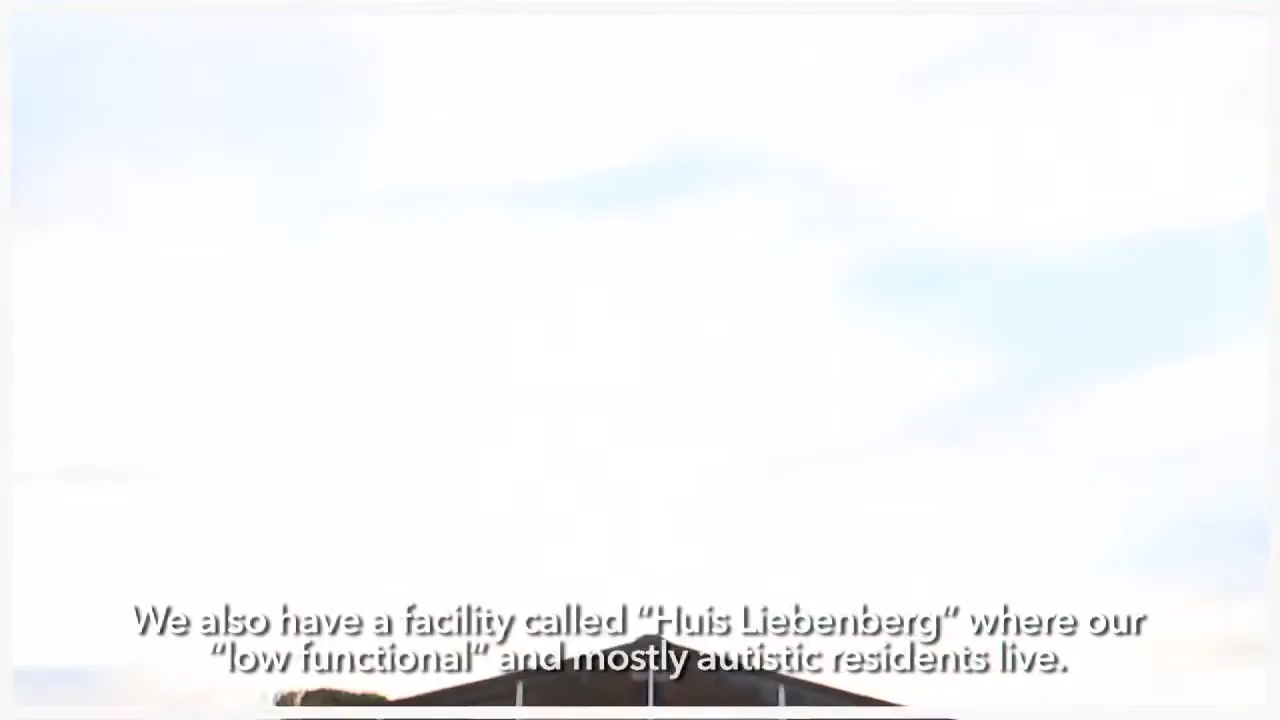 We also have a facility called “Huis Liebenberg” where our
“low functional” and mostly autistic residents live.